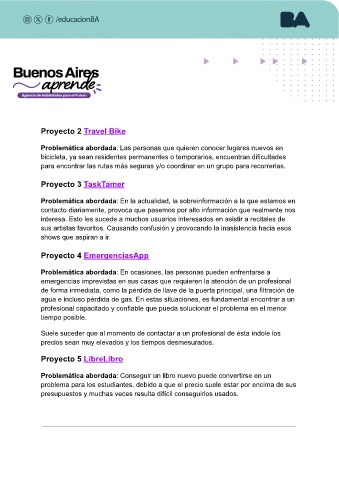 /educacionBA
BA
Buenos Aires
aprende
Agencia de Habilidades para el Futuro
Proyecto 2 Travel Bike
Problemática abordada: Las personas que quieren conocer lugares nuevos en
bicicleta, ya sean residentes permanentes o temporarios, encuentran dificultades
para encontrar las rutas más seguras y/o coordinar en un grupo para recorrerlas.
Proyecto 3 TaskTamer
Problemática abordada: En la actualidad, la sobreinformación a la que estamos en
contacto diariamente, provoca que pasemos por alto información que realmente nos
interesa. Esto les sucede a muchos usuarios interesados en asistir a recitales de
sus artistas favoritos. Causando confusión y provocando la inasistencia hacia esos
shows que aspiran a ir.
Proyecto 4 EmergenciasApp
Problemática abordada: En ocasiones, las personas pueden enfrentarse a
emergencias imprevistas en sus casas que requieren la atención de un profesional
de forma inmediata, como la pérdida de llave de la puerta principal, una filtración de
agua e incluso pérdida de gas. En estas situaciones, es fundamental encontrar a un
profesional capacitado y confiable que pueda solucionar el problema en el menor
tiempo posible.
Suele suceder que al momento de contactar a un profesional de ésta índole los
precios sean muy elevados y los tiempos desmesurados.
Proyecto 5 LibreLibro
Problemática abordada: Conseguir un libro nuevo puede convertirse en un
problema para los estudiantes, debido a que el precio suele estar por encima de sus
presupuestos y muchas veces resulta difícil conseguirlos usados.